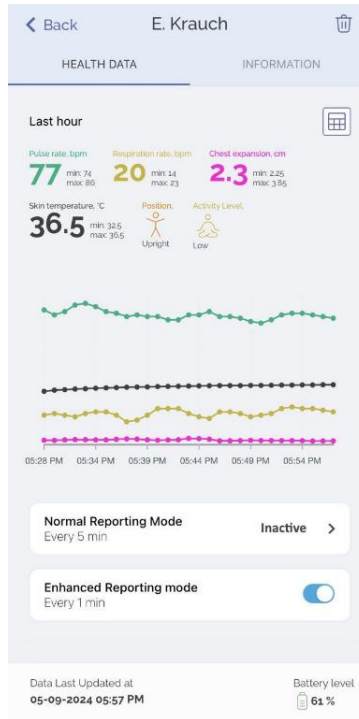 Back
E. Krauch
HEALTH DATA
INFORMATION
Last hour
Pulse rate, bpm
77 min: 74
max: 86
Respiration rate, bpm
20 min: 14
max: 23
Chest expansion, cm
2.3 min: 2.25
max: 3.85
Skin temperature, °C
36.5 min: 32.5
max: 36.5
Position,
Upright
Activity Level,
Low
05:28 PM 05:34 PM 05:39 PM 05:44 PM 05:49 PM 05:54 PM
Normal Reporting Mode
Every 5 min
Inactive
Enhanced Reporting mode
Every 1 min
Data Last Updated at
05-09-2024 05:57 PM
Battery level
61 %